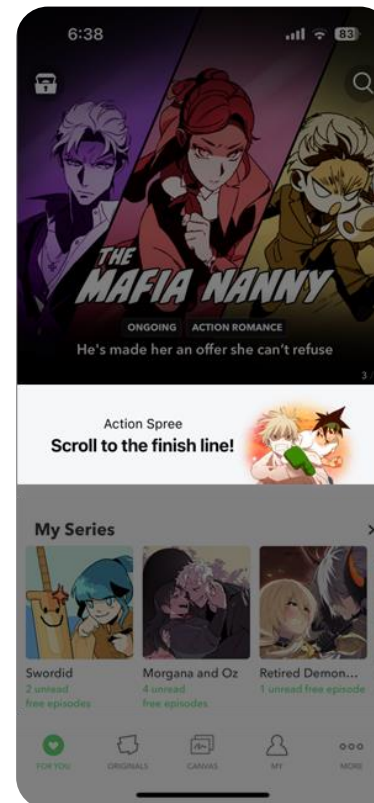 6:38
83
THE
MAFIA NANNY
ONGOING ACTION ROMANCE
He's made her an offer she can't refuse
3
Action Spree
Scroll to the finish line!
My Series
Swordid
2 unread
free episodes
Morgana and Oz
4 unread
free episodes
Retired Demon...
1 unread free episode
FOR YOU
ORIGINALS
CANVAS
MY
MORE